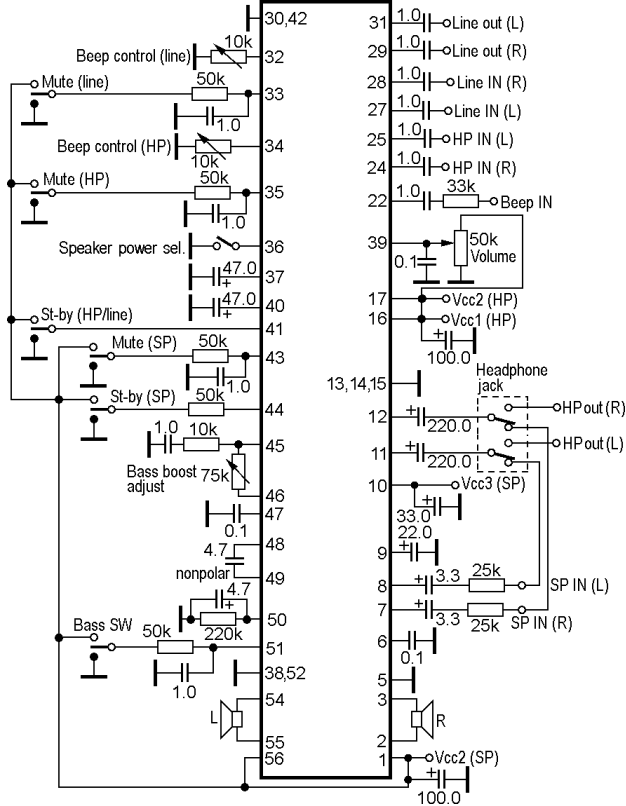 30,42
31 1.0 Line out (L)
Beep control (line) 10k 32
29 1.0 Line out (R)
Mute (line) 50k 33
28 1.0 Line IN (R)
1.0
27 1.0 Line IN (L)
Beep control (HP) 10k 34
25 1.0 HP IN (L)
24 1.0 HP IN (R)
Mute (HP) 50k 35
22 1.0 33k Beep IN
1.0
Speaker power sel. 36
39 50k Volume
0.1
47.0 + 37
47.0 + 40
17 Vcc2 (HP)
St-by (HP/line) 41
16 Vcc1 (HP)
+ 100.0
Mute (SP) 50k 43
1.0
Headphone
jack
13,14,15
St-by (SP) 50k 44
12 + 220.0 HP out (R)
1.0 10k 45
11 + 220.0 HP out (L)
Bass boost
adjust
75k
46
10 Vcc3 (SP)
+ 33.0
0.1 47
22.0
9 +
4.7 48
nonpolar 49
8 + 3.3 25k SP IN (L)
4.7 + 50
220k
7 + 3.3 25k SP IN (R)
Bass SW 50k 51
6 0.1
1.0
38,52
5
L 54
55
3 R
2
56
1 Vcc2 (SP)
+ 100.0